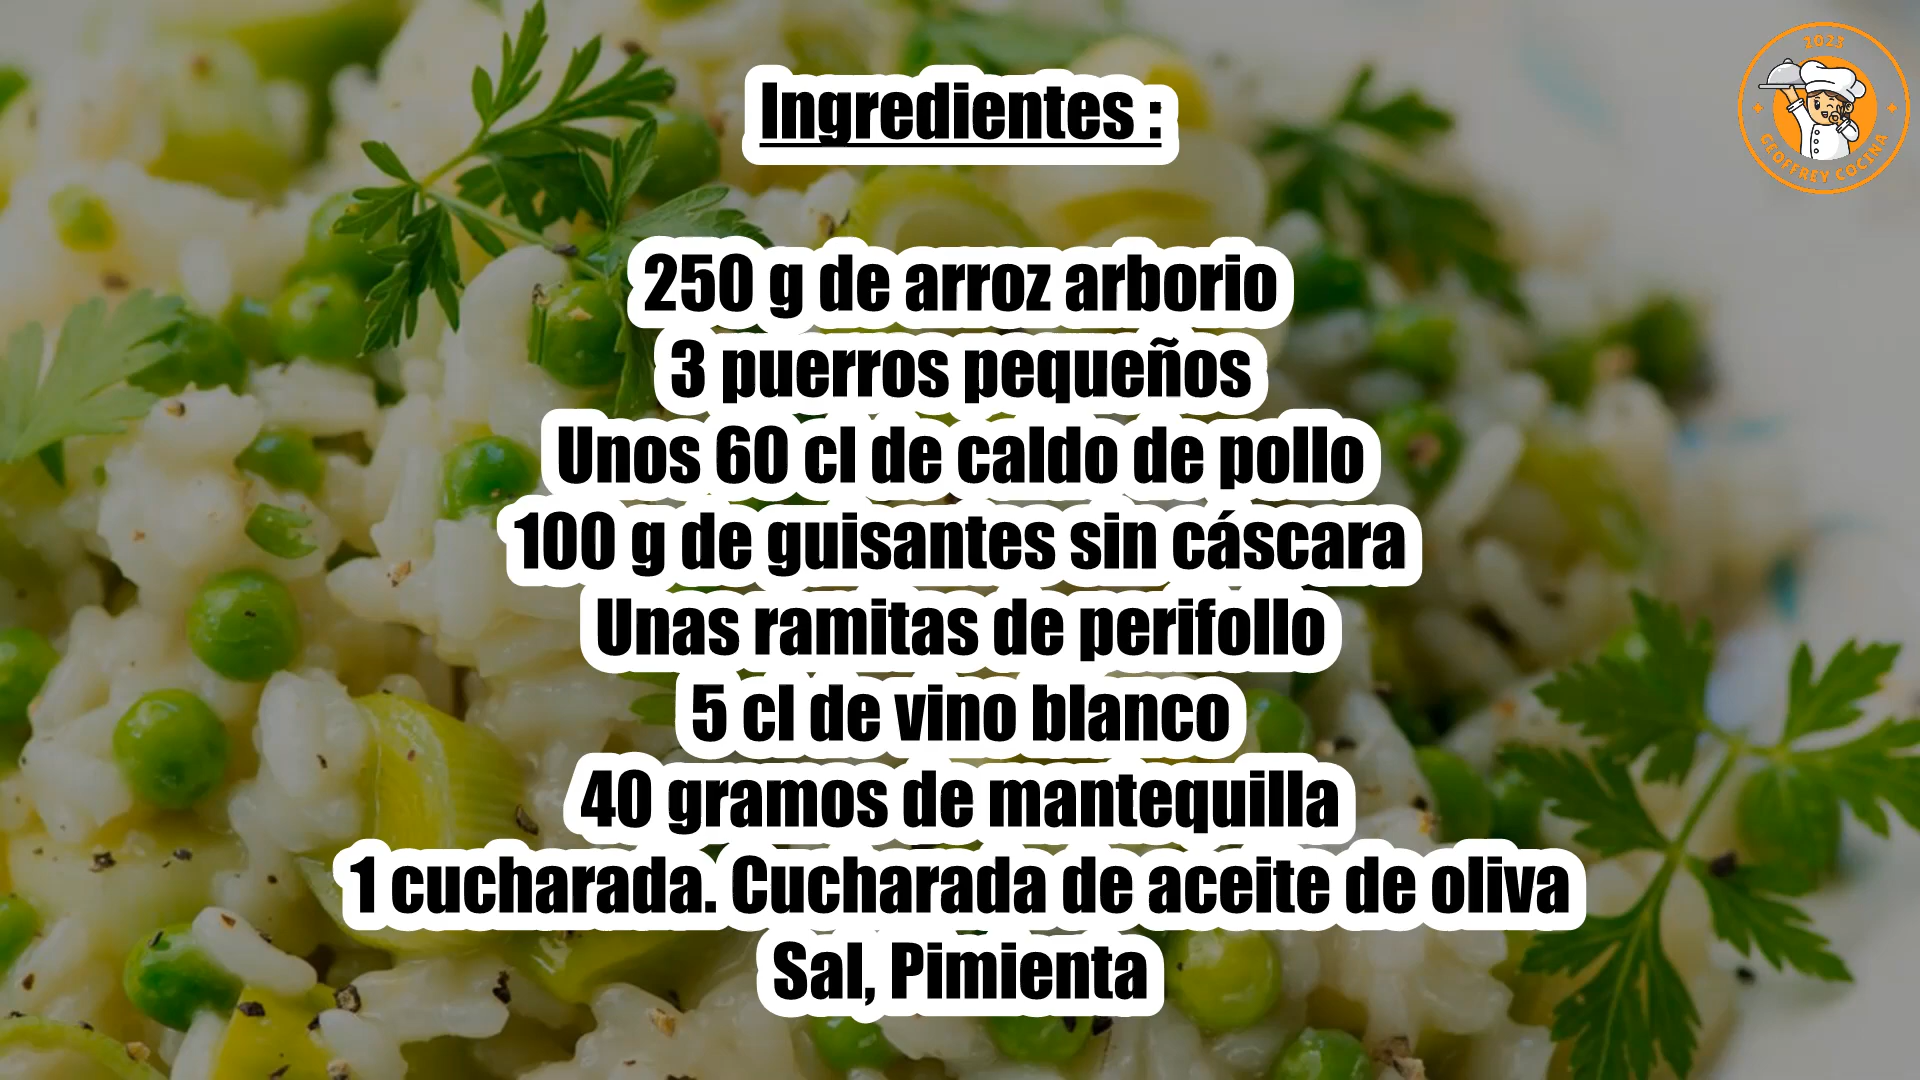 2023
GEOFFREY COCINA
Ingredientes :
250 g de arroz arborio
3 puerros pequeños
Unos 60 cl de caldo de pollo
100 g de guisantes sin cáscara
Unas ramitas de perifollo
5 cl de vino blanco
40 gramos de mantequilla
1 cucharada. Cucharada de aceite de oliva
Sal, Pimienta